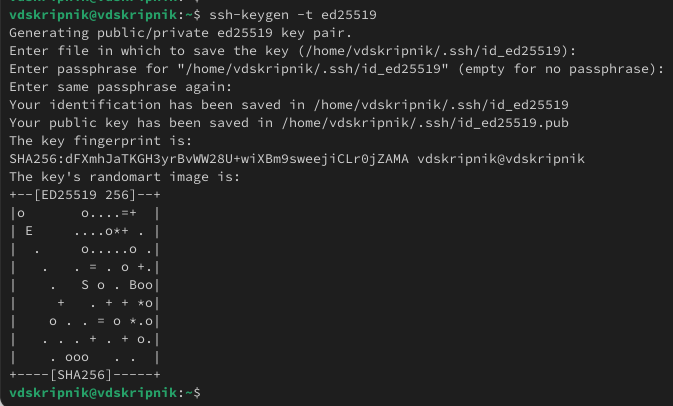 vdskripnik@vdskripnik:~$ ssh-keygen -t ed25519
Generating public/private ed25519 key pair.
Enter file in which to save the key (/home/vdskripnik/.ssh/id_ed25519):
Enter passphrase for "/home/vdskripnik/.ssh/id_ed25519" (empty for no passphrase):
Enter same passphrase again:
Your identification has been saved in /home/vdskripnik/.ssh/id_ed25519
Your public key has been saved in /home/vdskripnik/.ssh/id_ed25519.pub
The key fingerprint is:
SHA256:dFXmhJaTKGH3yrBvWW28U+wiXBm9sweejiCLr0jZAMA vdskripnik@vdskripnik
The key's randomart image is:
+--[ED25519 256]--+
|o       o....=+  |
| E     ....o*+ . |
|  .     o.....o .|
|   .   . = . o +.|
|    .   S o . Boo|
|     +   . + + *o|
|    o . . = o *.o|
|   . . . + . + o.|
|    . ooo   . .  |
+----[SHA256]-----+
vdskripnik@vdskripnik:~$